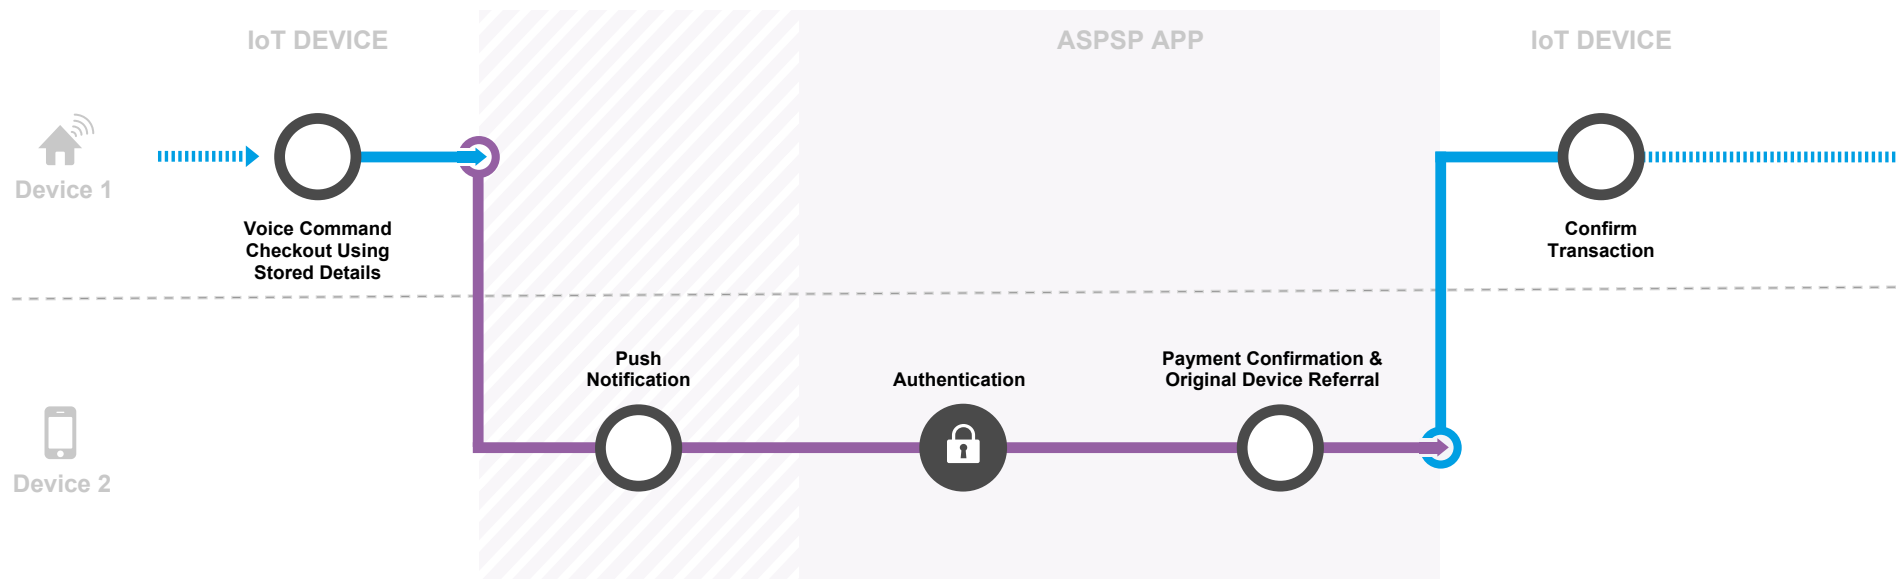 IoT DEVICE
ASPSP APP
IoT DEVICE
Device 1
Voice Command
Checkout Using
Stored Details
Confirm
Transaction
Push
Notification
Authentication
Payment Confirmation &
Original Device Referral
Device 2